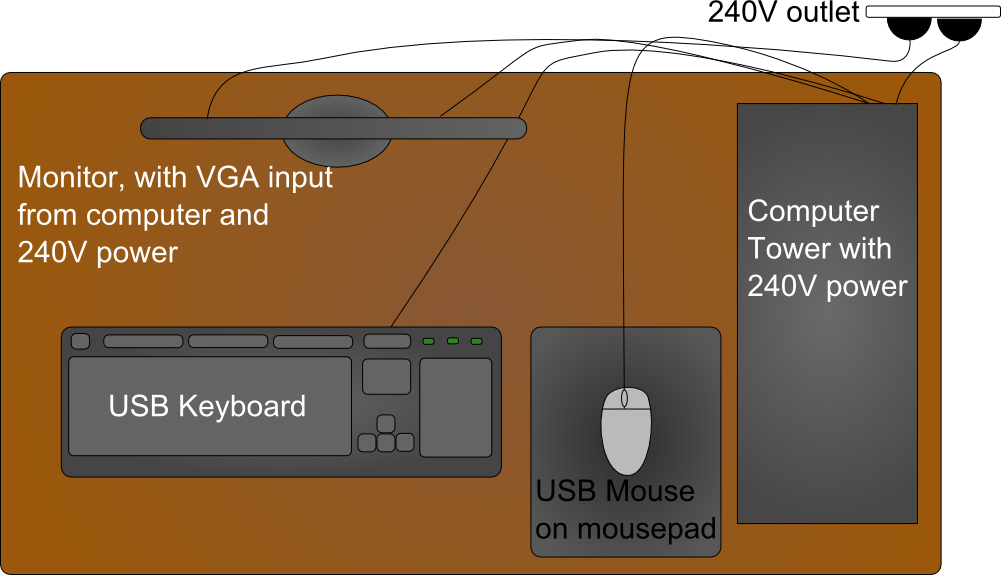 240V outlet
Monitor, with VGA input
from computer and
240V power
Computer
Tower with
240V power
USB Keyboard
USB Mouse
on mousepad